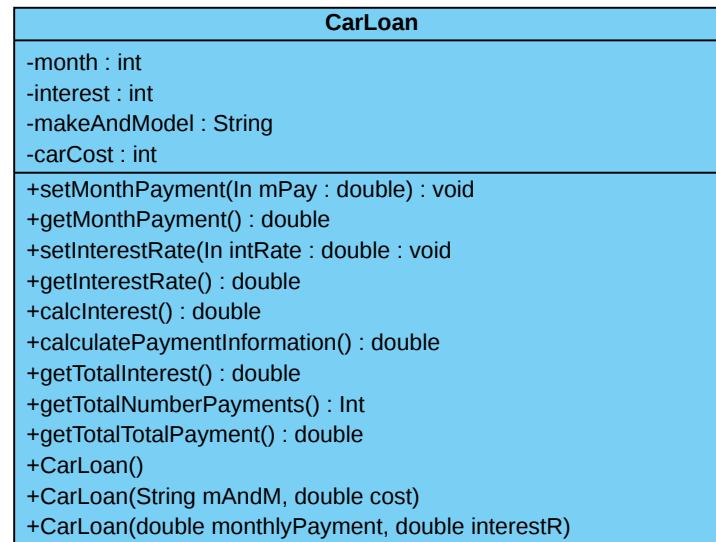 CarLoan
-month : int
-interest : int
-makeAndModel : String
-carCost : int
+setMonthPayment(In mPay : double) : void
+getMonthPayment() : double
+setInterestRate(In intRate : double : void
+getInterestRate() : double
+calcInterest() : double
+calculatePaymentInformation() : double
+getTotalInterest() : double
+getTotalNumberPayments() : Int
+getTotalTotalPayment() : double
+CarLoan()
+CarLoan(String mAndM, double cost)
+CarLoan(double monthlyPayment, double interestR)